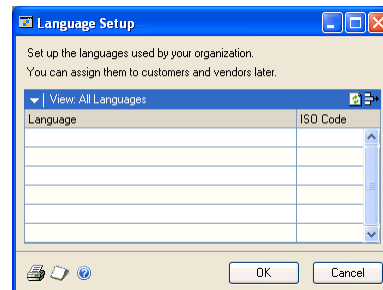 Language Setup
Set up the languages used by your organization.
You can assign them to customers and vendors later.
View: All Languages
Language ISO Code
OK Cancel